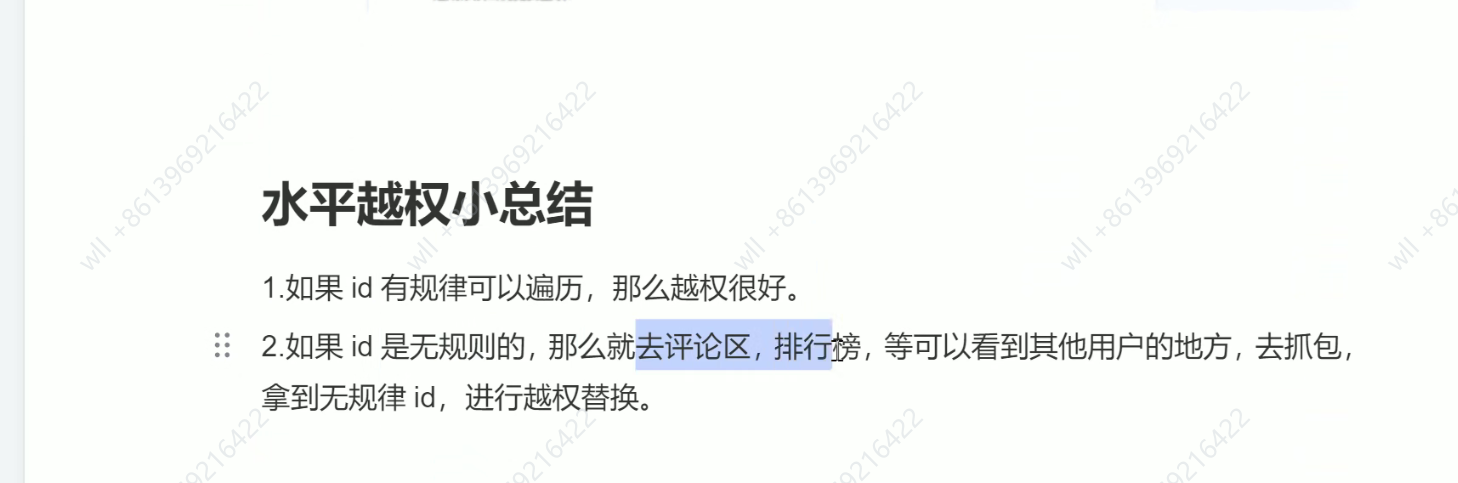 水平越权小总结
1.如果 id 有规律可以遍历，那么越权很好。
2.如果 id 是无规则的，那么就去评论区，排行榜，等可以看到其他用户的地方，去抓包，
拿到无规律 id，进行越权替换。
wll +8613969216422
wll +8613969216422
wll +8613969216422
wll +8613969216422
wll +86
9216422
9216422
9216422
9216422